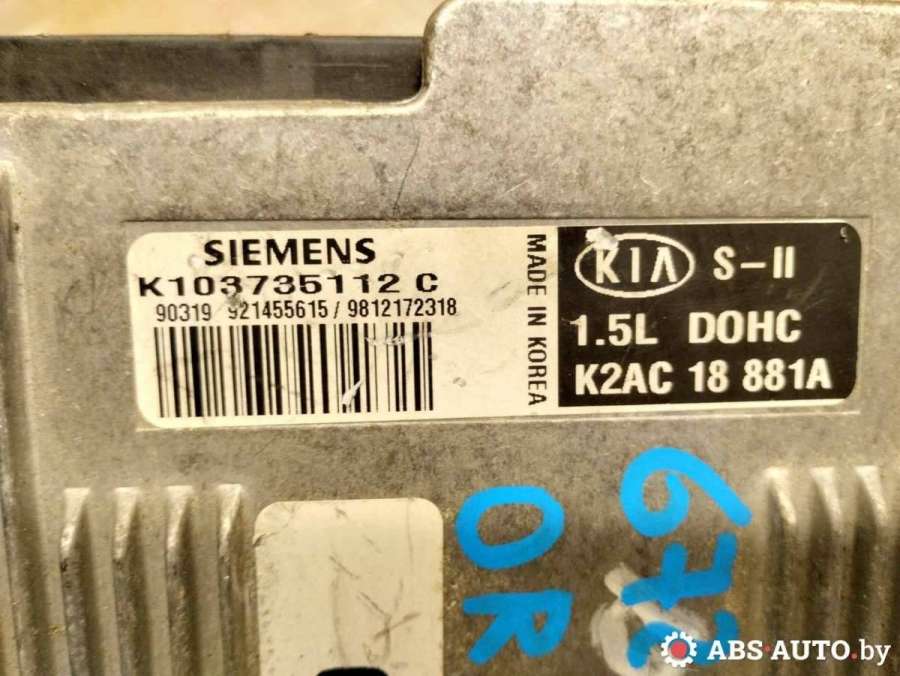 SIEMENS
K103735112 C
90319 921455615 / 9812172318
MADE IN KOREA
KIA S-II
1.5L DOHC
K2AC 18 881A
OR
ABS-AUTO.by